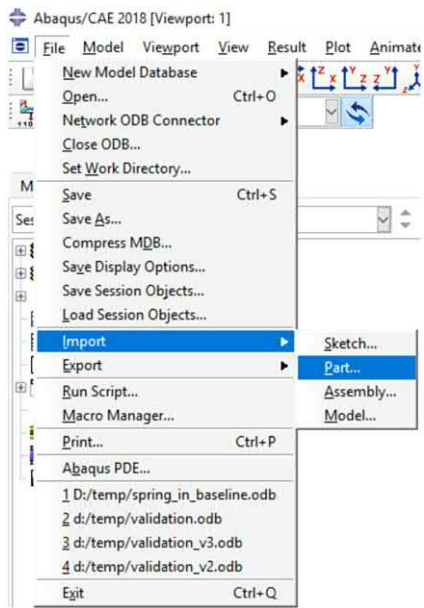 Abaqus/CAE 2018 [Viewport: 1]
File Model Viewport View Result Plot Animate
New Model Database
Open... Ctrl+O
Network ODB Connector
Close ODB...
Set Work Directory...
Save Ctrl+S
Save As...
Compress MDB...
Save Display Options...
Save Session Objects...
Load Session Objects...
Import
Sketch...
Export
Part...
Run Script...
Assembly...
Macro Manager...
Model...
Print... Ctrl+P
Abaqus PDE...
1 D:/temp/spring_in_baseline.odb
2 d:/temp/validation.odb
3 d:/temp/validation_v3.odb
4 d:/temp/validation_v2.odb
Exit Ctrl+Q